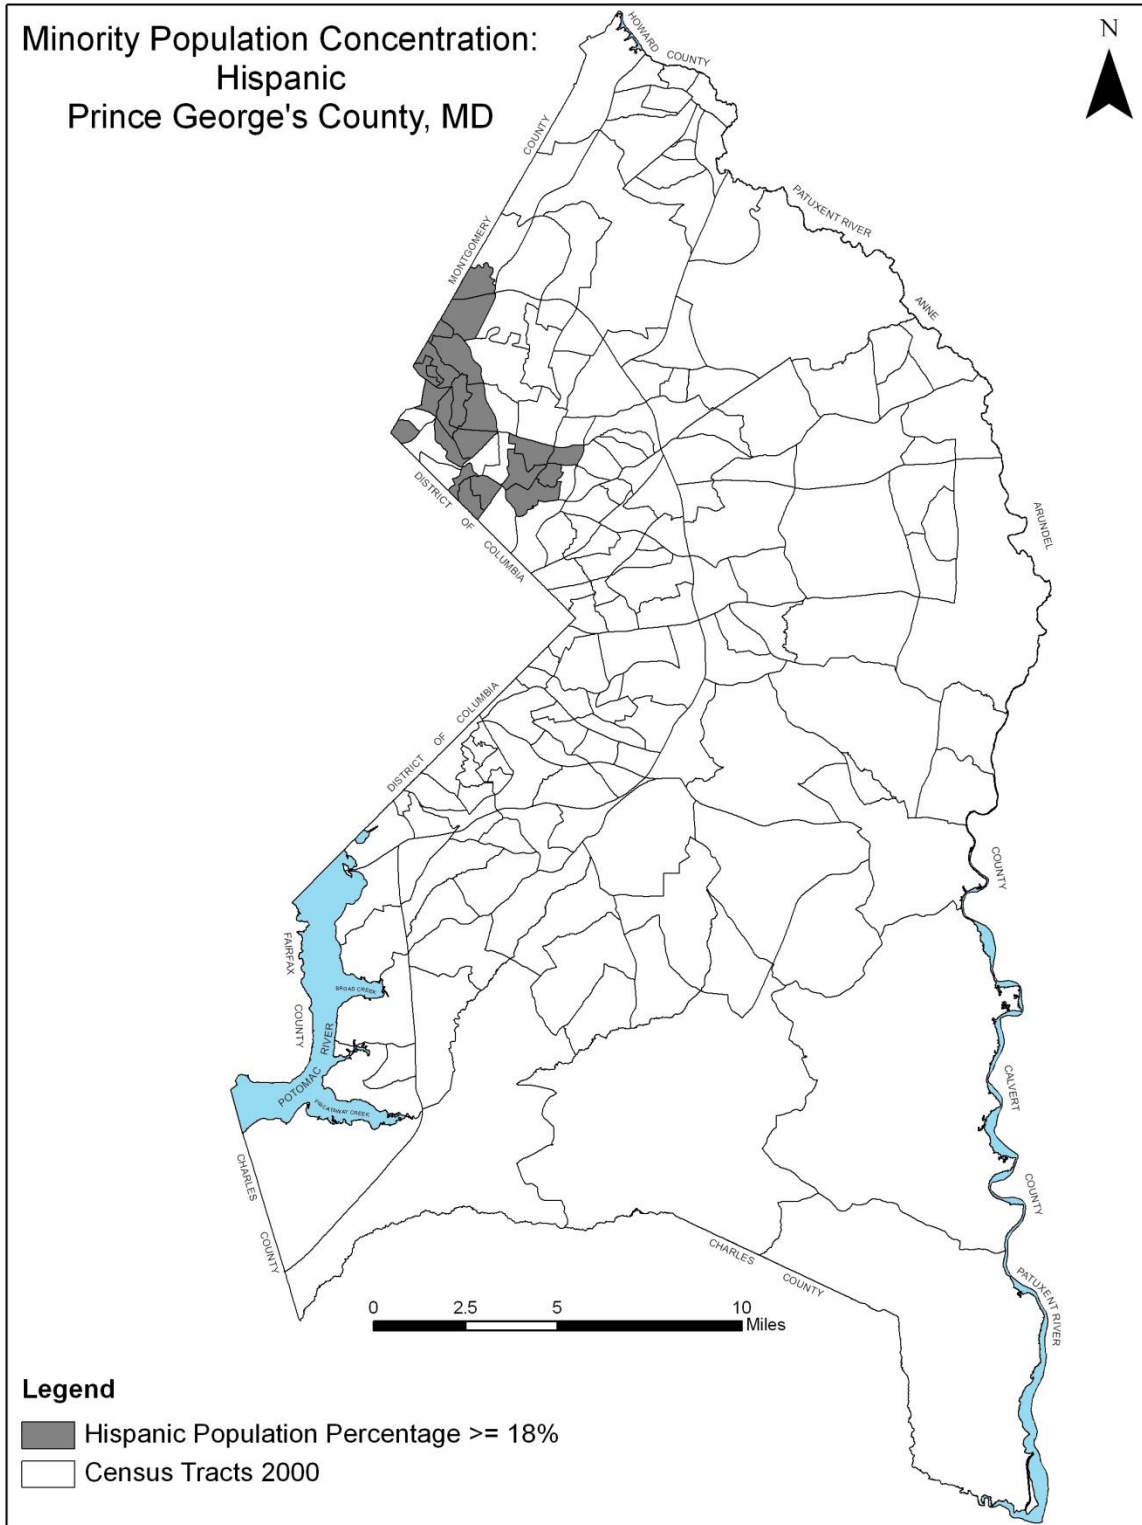 Minority Population Concentration:
Hispanic
Prince George's County, MD
N
HOWARD
COUNTY
COUNTY
MONTGOMERY
PATUXENT RIVER
ANNE
ARUNDEL
DISTRICT
OF
COLUMBIA
DISTRICT
OF
COLUMBIA
COUNTY
FAIRFAX
COUNTY
BROAD CREEK
POTOMAC
RIVER
PISCATAWAY CREEK
CALVERT
COUNTY
CHARLES
COUNTY
CHARLES
COUNTY
PATUXENT RIVER
0 2.5 5 10
Miles
Legend
Hispanic Population Percentage >= 18%
Census Tracts 2000